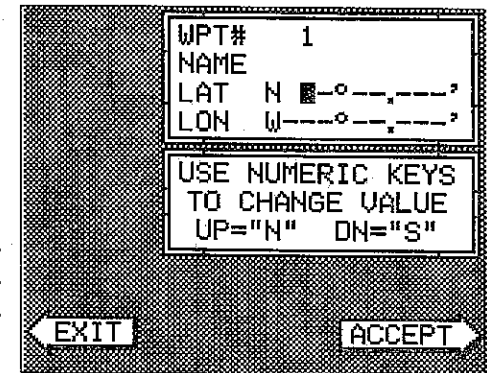 WPT# 1
NAME
LAT N █-°--.---'
LON W---°--.---'
USE NUMERIC KEYS
TO CHANGE VALUE
UP="N" DN="S"
EXIT
ACCEPT